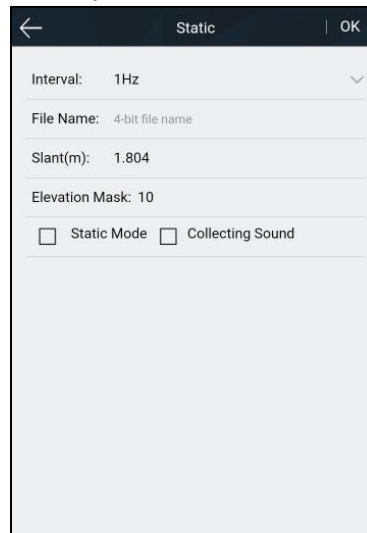 Static | OK
Interval: 1Hz
File Name: 4-bit file name
Slant(m): 1.804
Elevation Mask: 10
Static Mode Collecting Sound